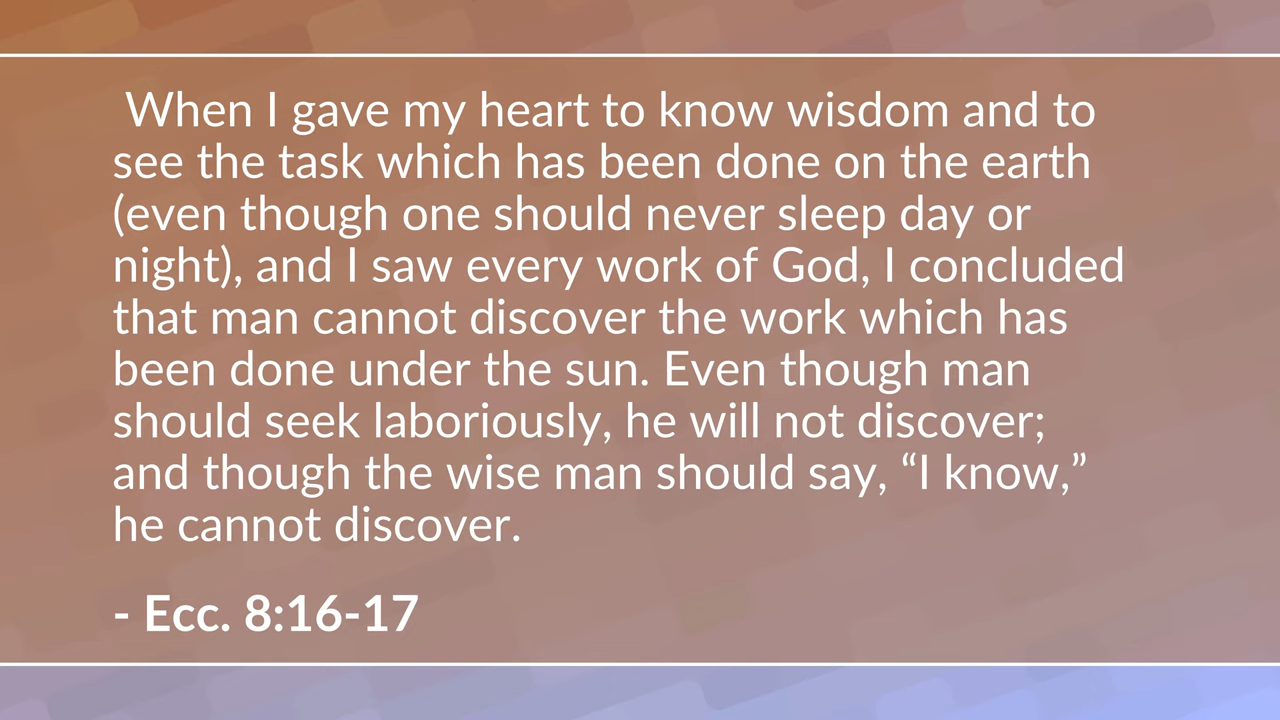 When I gave my heart to know wisdom and to
see the task which has been done on the earth
(even though one should never sleep day or
night), and I saw every work of God, I concluded
that man cannot discover the work which has
been done under the sun. Even though man
should seek laboriously, he will not discover;
and though the wise man should say, “I know,”
he cannot discover.
- Ecc. 8:16-17